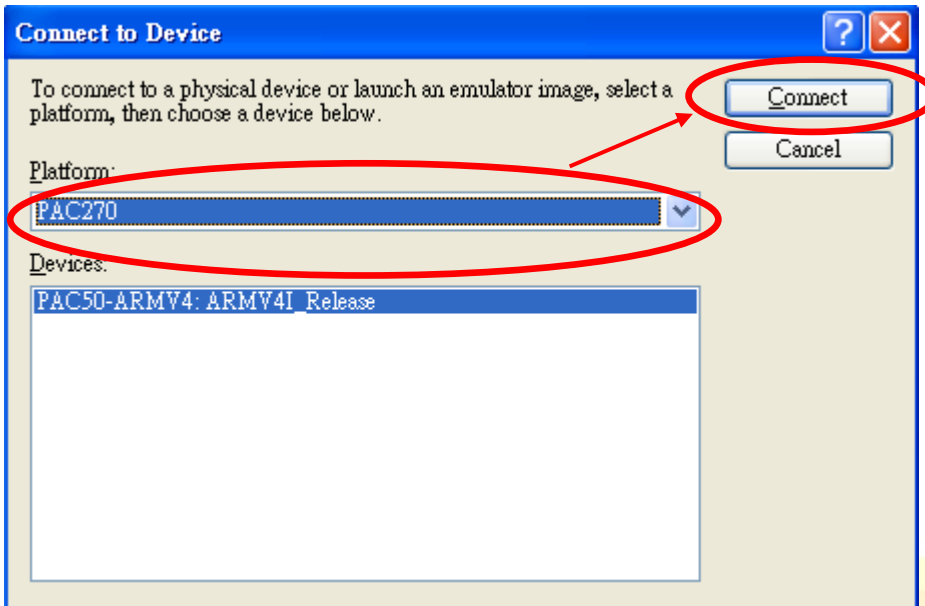 Connect to Device
To connect to a physical device or launch an emulator image, select a
platform, then choose a device below.
Connect
Cancel
Platform:
PAC270
Devices:
PAC50-ARMV4: ARMV4I_Release